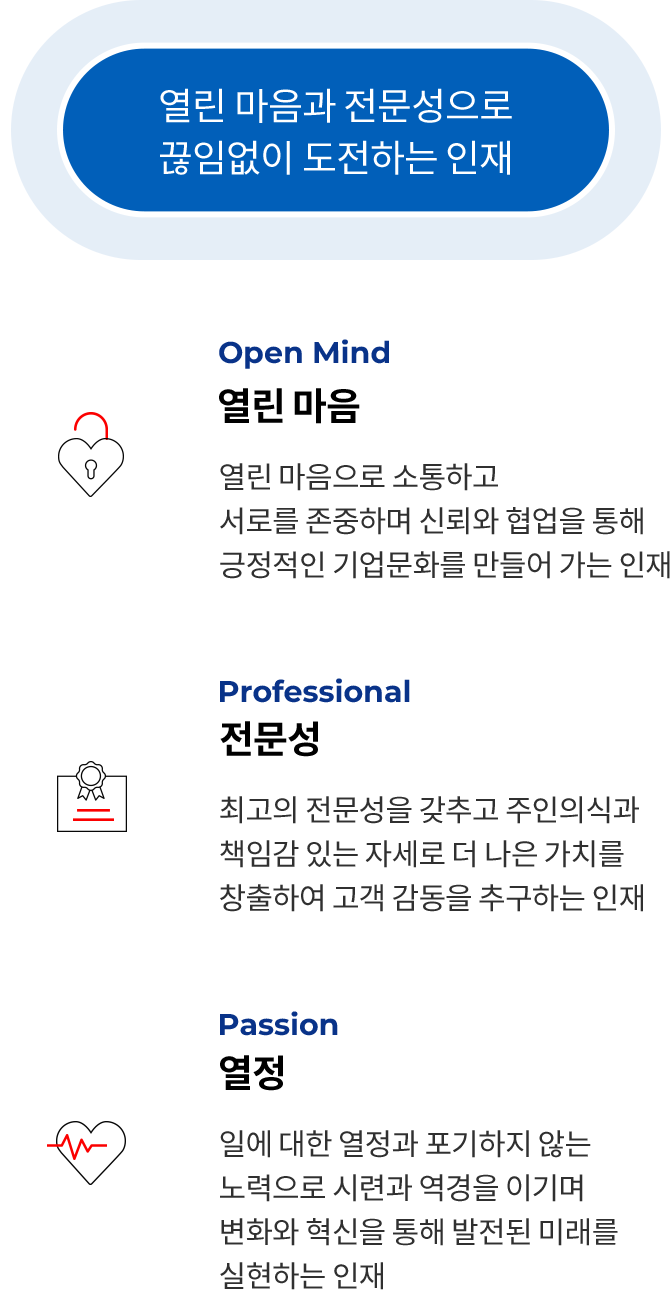 열린 마음과 전문성으로
끊임없이 도전하는 인재
Open Mind
열린 마음
열린 마음으로 소통하고
서로를 존중하며 신뢰와 협업을 통해
긍정적인 기업문화를 만들어 가는 인재
Professional
전문성
최고의 전문성을 갖추고 주인의식과
책임감 있는 자세로 더 나은 가치를
창출하여 고객 감동을 추구하는 인재
Passion
열정
일에 대한 열정과 포기하지 않는
노력으로 시련과 역경을 이기며
변화와 혁신을 통해 발전된 미래를
실현하는 인재